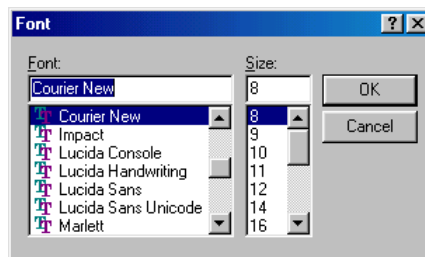 Font
Font: Size:
Courier New 8 OK
Courier New 8
Impact 9 Cancel
Lucida Console 10
Lucida Handwriting 11
Lucida Sans 12
Lucida Sans Unicode 14
Marlett 16